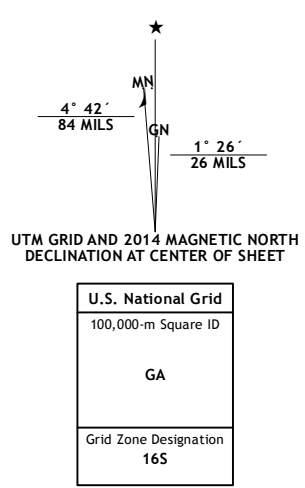 ★
MN
GN
4° 42´
84 MILS
1° 26´
26 MILS
UTM GRID AND 2014 MAGNETIC NORTH
DECLINATION AT CENTER OF SHEET
U.S. National Grid
100,000-m Square ID
GA
Grid Zone Designation
16S